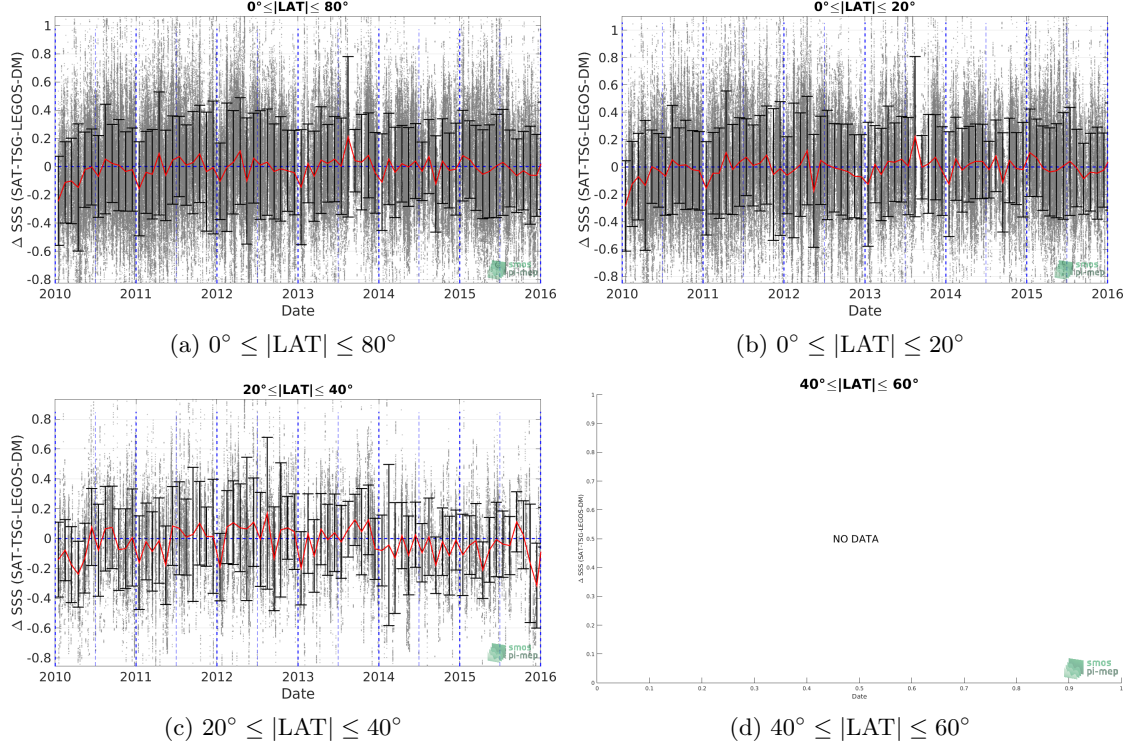 0°≤|LAT|≤ 80°
Δ SSS (SAT-TSG-LEGOS-DM)
1
0.8
0.6
0.4
0.2
0
-0.2
-0.4
-0.6
-0.8
2010 2011 2012 2013 2014 2015 2016
Date
smos
pi-mep
(a) 0° ≤ |LAT| ≤ 80°
0°≤|LAT|≤ 20°
Δ SSS (SAT-TSG-LEGOS-DM)
1
0.8
0.6
0.4
0.2
0
-0.2
-0.4
-0.6
-0.8
2010 2011 2012 2013 2014 2015 2016
Date
smos
pi-mep
(b) 0° ≤ |LAT| ≤ 20°
20°≤|LAT|≤ 40°
Δ SSS (SAT-TSG-LEGOS-DM)
0.8
0.6
0.4
0.2
0
-0.2
-0.4
-0.6
-0.8
2010 2011 2012 2013 2014 2015 2016
Date
smos
pi-mep
(c) 20° ≤ |LAT| ≤ 40°
40°≤|LAT|≤ 60°
Δ SSS (SAT-TSG-LEGOS-DM)
1
0.9
0.8
0.7
0.6
0.5
0.4
0.3
0.2
0.1
0
NO DATA
0 0.1 0.2 0.3 0.4 0.5 0.6 0.7 0.8 0.9 1
Date
smos
pi-mep
(d) 40° ≤ |LAT| ≤ 60°